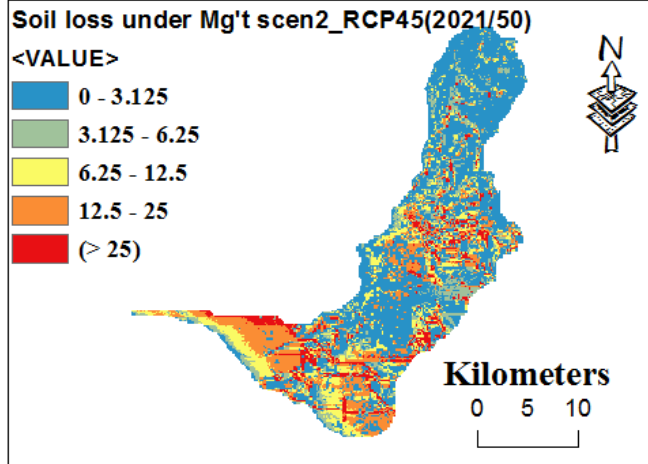 Soil loss under Mg't scen2_RCP45(2021/50)
<VALUE>
0 - 3.125
3.125 - 6.25
6.25 - 12.5
12.5 - 25
(> 25)
N
Kilometers
0 5 10